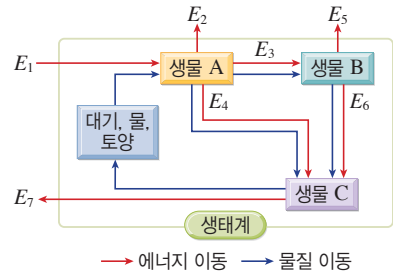 E2
E5
E1
생물 A
E3
생물 B
E4
E6
대기, 물,
토양
생물 C
E7
생태계
에너지 이동
물질 이동